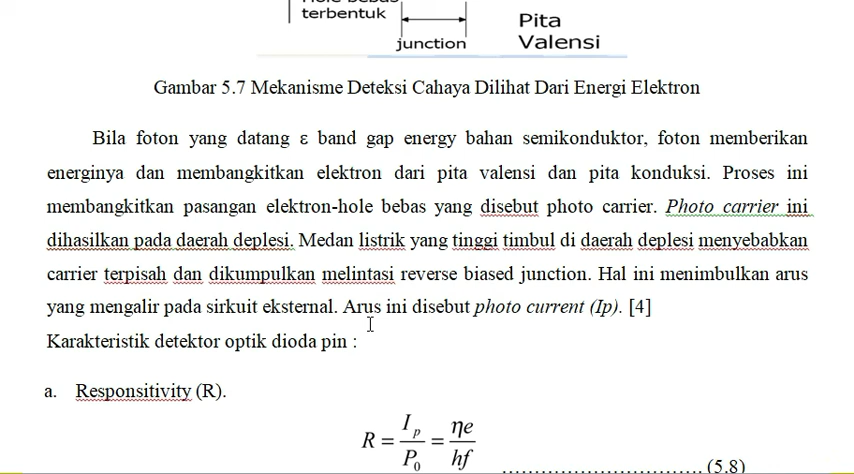 terbentuk
junction
Pita
Valensi
Gambar 5.7 Mekanisme Deteksi Cahaya Dilihat Dari Energi Elektron
Bila foton yang datang ε band gap energy bahan semikonduktor, foton memberikan
energinya dan membangkitkan elektron dari pita valensi dan pita konduksi. Proses ini
membangkitkan pasangan elektron-hole bebas yang disebut photo carrier. Photo carrier ini
dihasilkan pada daerah deplesi. Medan listrik yang tinggi timbul di daerah deplesi menyebabkan
carrier terpisah dan dikumpulkan melintasi reverse biased junction. Hal ini menimbulkan arus
yang mengalir pada sirkuit eksternal. Arus ini disebut photo current (Ip). [4]
Karakteristik detektor optik dioda pin :
a. Responsitivity (R).
R = I_p / P_0 = ηe / hf ................................ (5.8)